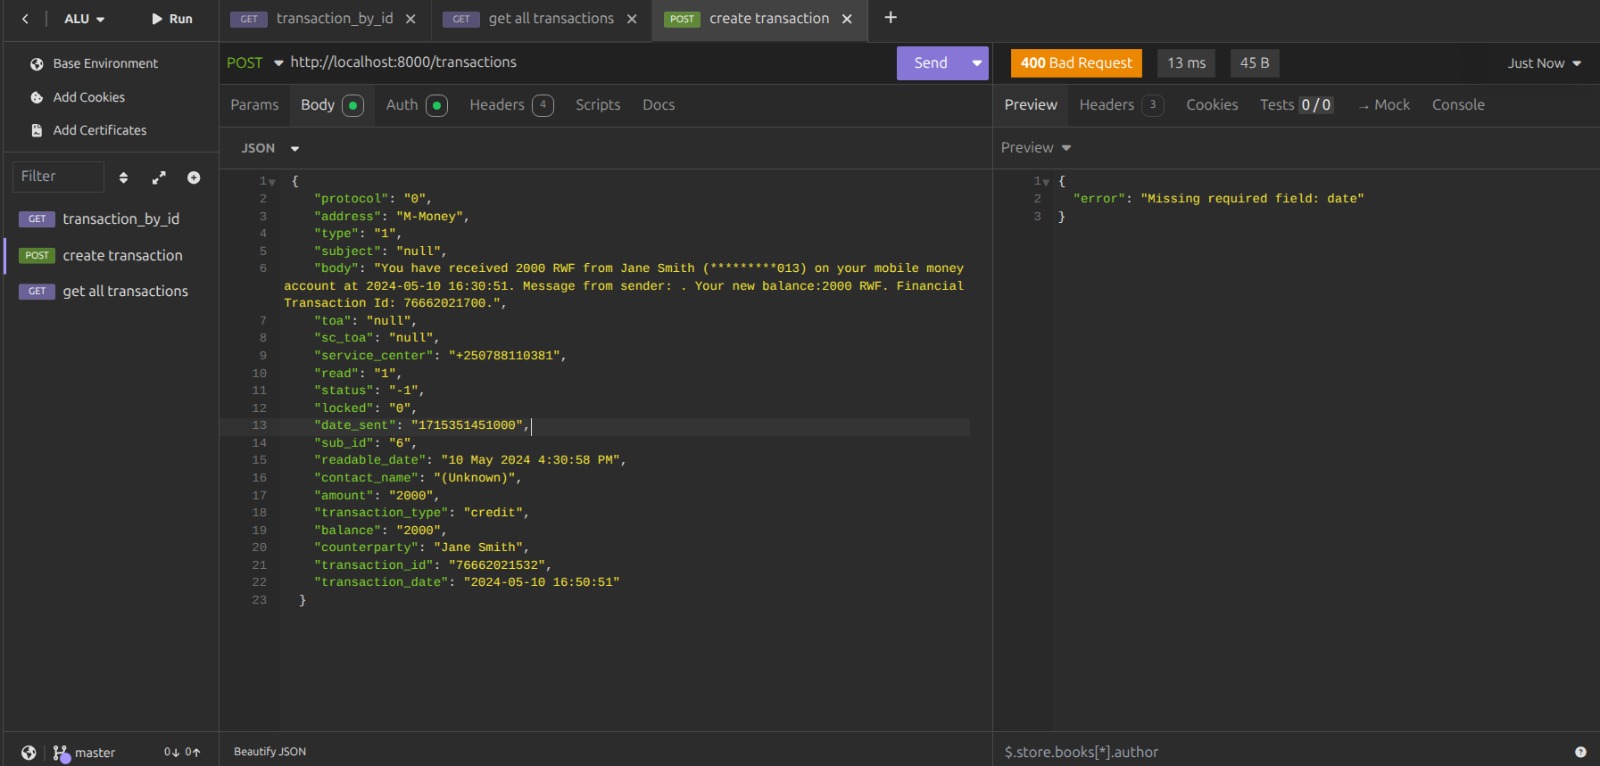 ALU
Run
GET transaction_by_id
GET get all transactions
POST create transaction
Base Environment
Add Cookies
Add Certificates
Filter
GET transaction_by_id
POST create transaction
GET get all transactions
POST http://localhost:8000/transactions
Send
Params Body Auth Headers 4 Scripts Docs
JSON
1 {
2 "protocol": "0",
3 "address": "M-Money",
4 "type": "1",
5 "subject": "null",
6 "body": "You have received 2000 RWF from Jane Smith (*********013) on your mobile money
account at 2024-05-10 16:30:51. Message from sender: . Your new balance:2000 RWF. Financial
Transaction Id: 76662021700.",
7 "toa": "null",
8 "sc_toa": "null",
9 "service_center": "+250788110381",
10 "read": "1",
11 "status": "-1",
12 "locked": "0",
13 "date_sent": "1715351451000",
14 "sub_id": "6",
15 "readable_date": "10 May 2024 4:30:58 PM",
16 "contact_name": "(Unknown)",
17 "amount": "2000",
18 "transaction_type": "credit",
19 "balance": "2000",
20 "counterparty": "Jane Smith",
21 "transaction_id": "76662021532",
22 "transaction_date": "2024-05-10 16:50:51"
23 }
400 Bad Request 13 ms 45 B Just Now
Preview Headers 3 Cookies Tests 0 / 0 → Mock Console
Preview
1 {
2 "error": "Missing required field: date"
3 }
master 0↓ 0↑
Beautify JSON
$.store.books[*].author